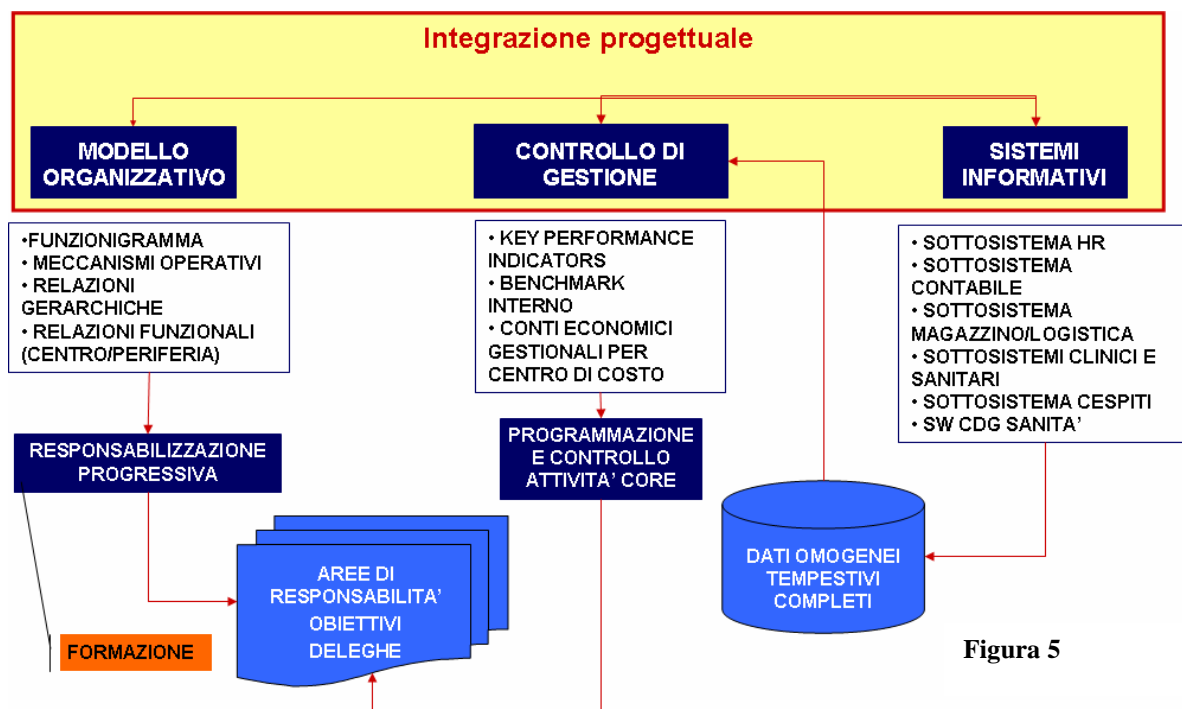 Integrazione progettuale
MODELLO
ORGANIZZATIVO
CONTROLLO DI
GESTIONE
SISTEMI
INFORMATIVI
•FUNZIONIGRAMMA
• MECCANISMI OPERATIVI
• RELAZIONI
GERARCHICHE
• RELAZIONI FUNZIONALI
(CENTRO/PERIFERIA)
• KEY PERFORMANCE
INDICATORS
• BENCHMARK
INTERNO
• CONTI ECONOMICI
GESTIONALI PER
CENTRO DI COSTO
• SOTTOSISTEMA HR
• SOTTOSISTEMA
CONTABILE
• SOTTOSISTEMA
MAGAZZINO/LOGISTICA
• SOTTOSISTEMI CLINICI E
SANITARI
• SOTTOSISTEMA CESPITI
• SW CDG SANITA’
RESPONSABILIZZAZIONE
PROGRESSIVA
PROGRAMMAZIONE
E CONTROLLO
ATTIVITA’ CORE
AREE DI
RESPONSABILITA’
OBIETTIVI
DELEGHE
DATI OMOGENEI
TEMPESTIVI
COMPLETI
FORMAZIONE
Figura 5